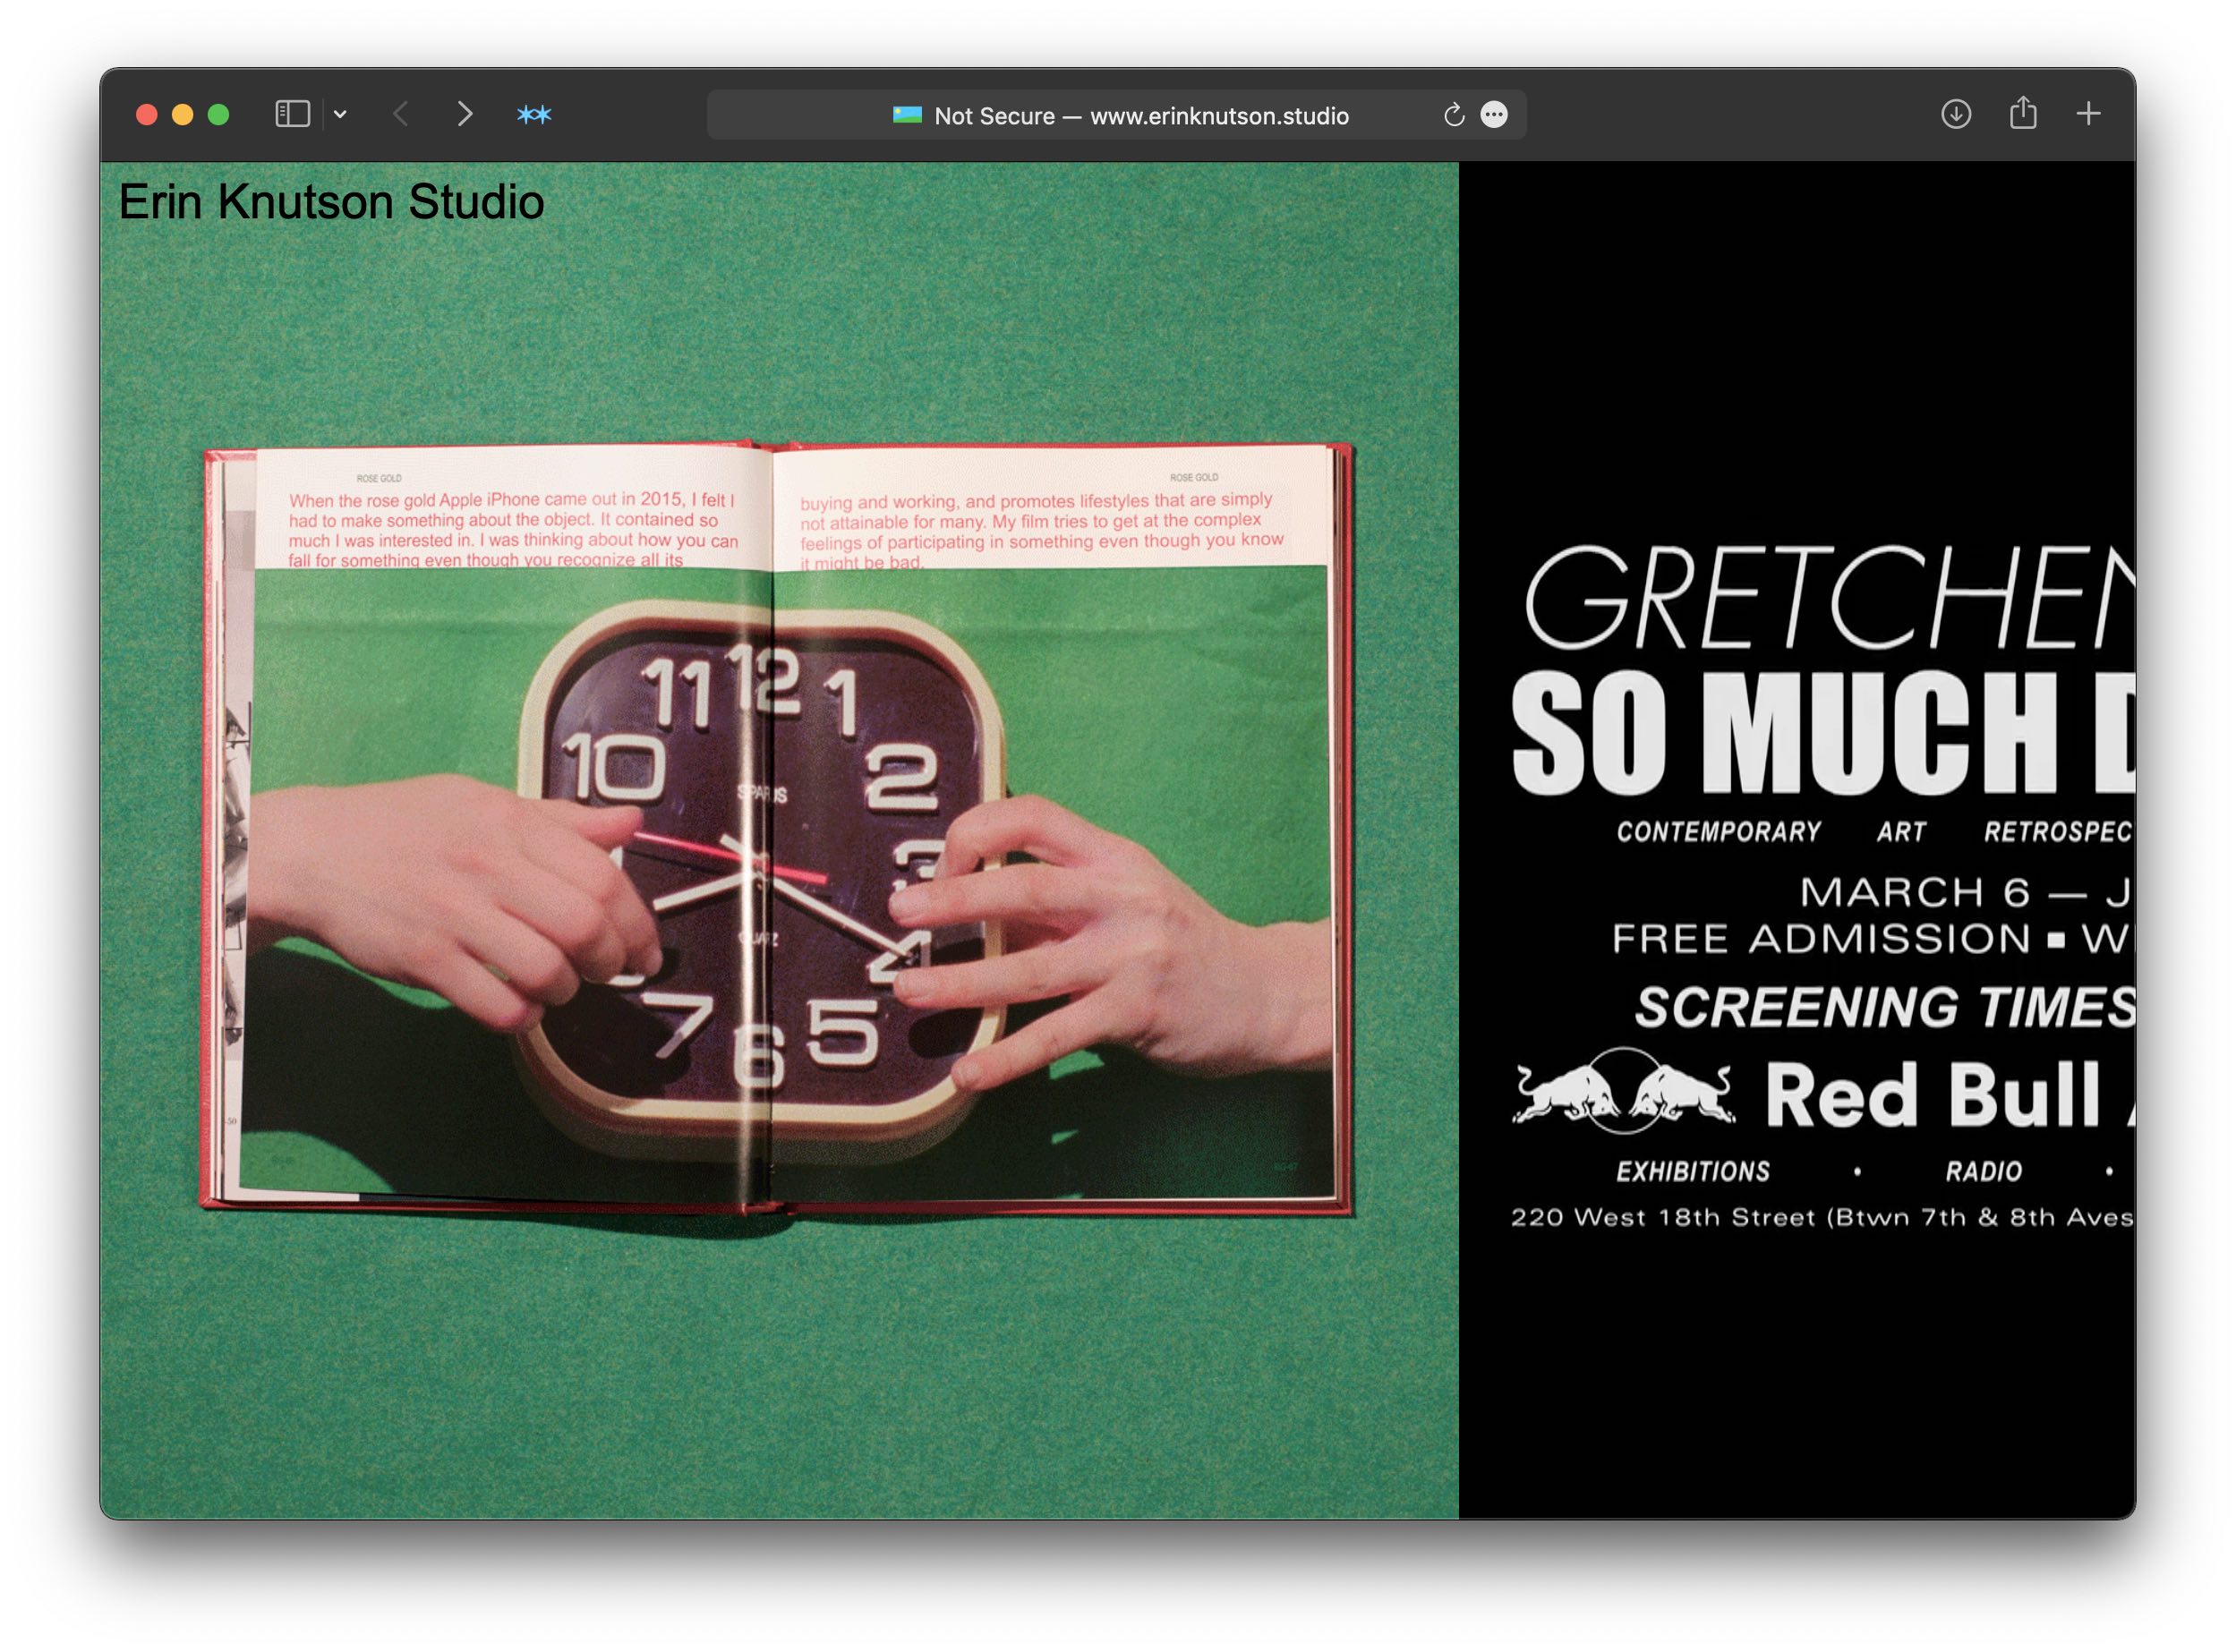 Not Secure — www.erinknutson.studio
Erin Knutson Studio
ROSE GOLD
When the rose gold Apple iPhone came out in 2015, I felt I
had to make something about the object. It contained so
much I was interested in. I was thinking about how you can
fall for something even though you recognize all its
ROSE GOLD
buying and working, and promotes lifestyles that are simply
not attainable for many. My film tries to get at the complex
feelings of participating in something even though you know
it might be bad.
11 12 1
10 2
4
7 6 5
50
GRETCHEN
SO MUCH
CONTEMPORARY ART RETROSPEC
MARCH 6 — J
FREE ADMISSION ■ W
SCREENING TIMES
Red Bull
EXHIBITIONS • RADIO •
220 West 18th Street (Btwn 7th & 8th Aves